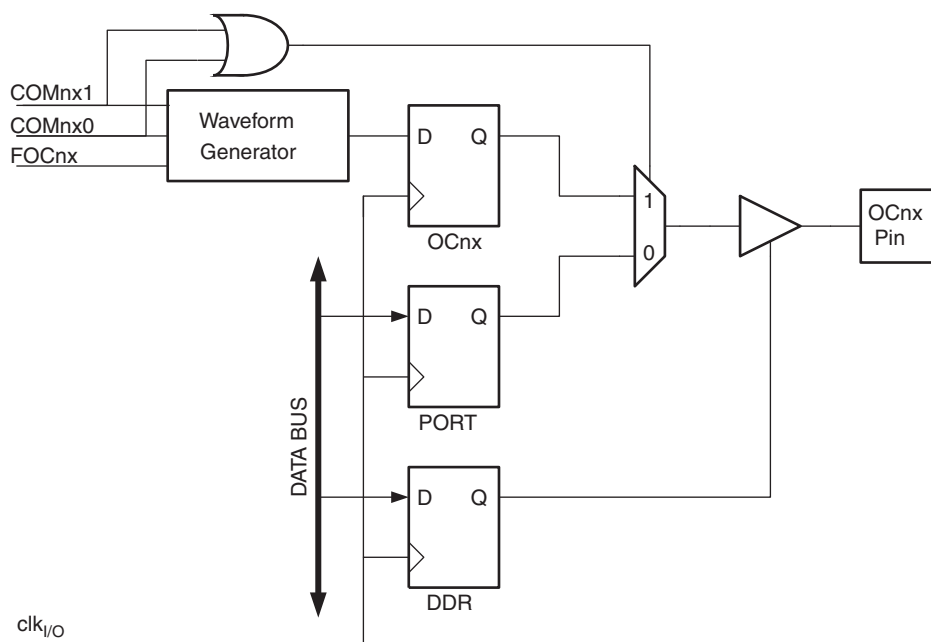 COMnx1
COMnx0
FOCnx
Waveform
Generator
D Q
OCnx
1
0
OCnx
Pin
D Q
PORT
DATA BUS
D Q
DDR
clkI/O